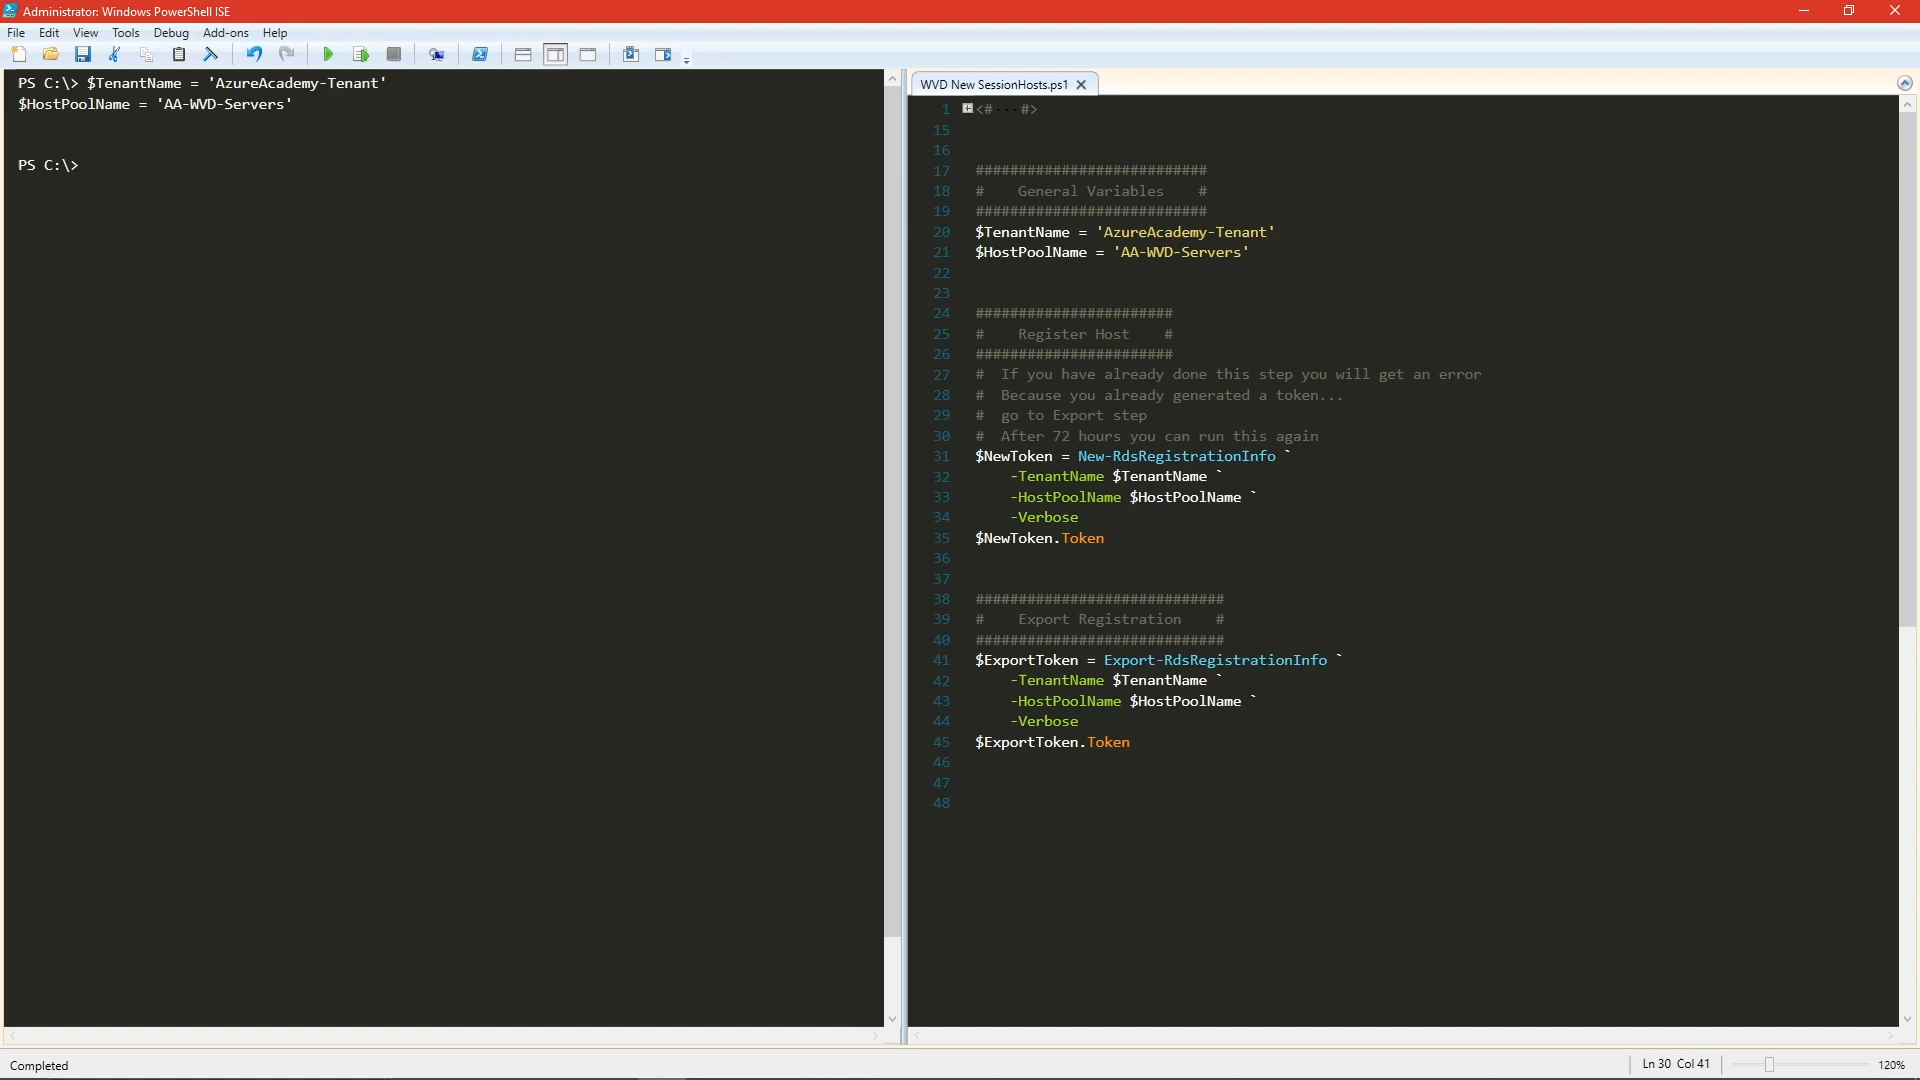 Administrator: Windows PowerShell ISE
File Edit View Tools Debug Add-ons Help
PS C:\> $TenantName = 'AzureAcademy-Tenant'
$HostPoolName = 'AA-WVD-Servers'
PS C:\>
WVD New SessionHosts.ps1
1 <#···#>
15
16
17 ###########################
18 #    General Variables    #
19 ###########################
20 $TenantName = 'AzureAcademy-Tenant'
21 $HostPoolName = 'AA-WVD-Servers'
22
23
24 #######################
25 #    Register Host    #
26 #######################
27 #  If you have already done this step you will get an error
28 #  Because you already generated a token...
29 #  go to Export step
30 #  After 72 hours you can run this again
31 $NewToken = New-RdsRegistrationInfo `
32     -TenantName $TenantName `
33     -HostPoolName $HostPoolName `
34     -Verbose
35 $NewToken.Token
36
37
38 #############################
39 #    Export Registration    #
40 #############################
41 $ExportToken = Export-RdsRegistrationInfo `
42     -TenantName $TenantName `
43     -HostPoolName $HostPoolName `
44     -Verbose
45 $ExportToken.Token
46
47
48
Completed
Ln 30 Col 41
120%